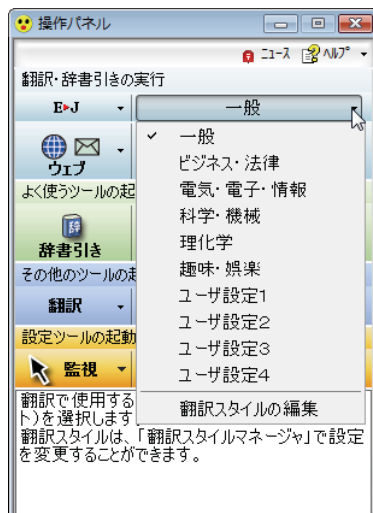 操作パネル
ニュース ヘルプ
翻訳・辞書引きの実行
E▶J 一般
ウェブ
✓ 一般
ビジネス・法律
電気・電子・情報
科学・機械
理化学
趣味・娯楽
ユーザ設定1
ユーザ設定2
ユーザ設定3
ユーザ設定4
翻訳スタイルの編集
よく使うツールの起
辞
辞書引き
その他のツールの起
翻訳
設定ツールの起動
監視
翻訳で使用する
ト)を選択します
翻訳スタイルは、「翻訳スタイルマネージャ」で設定
を変更することができます。